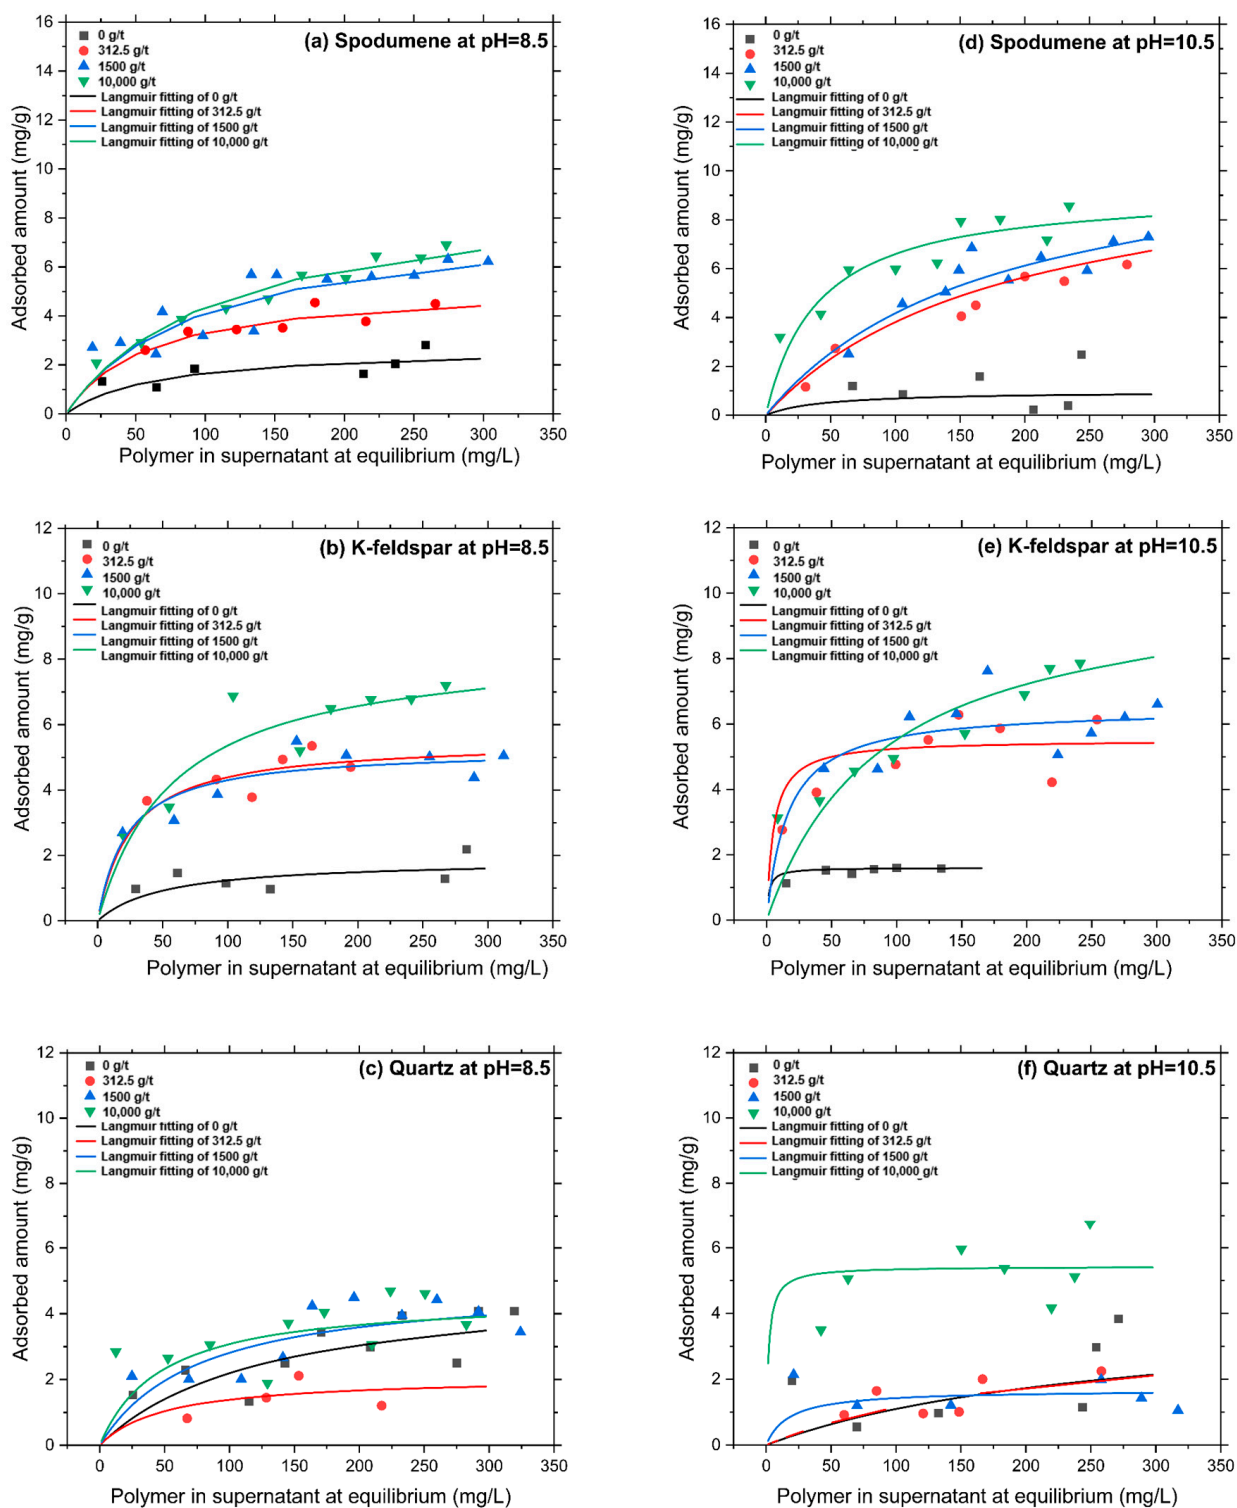 (a) Spodumene at pH=8.5
0 g/t
312.5 g/t
1500 g/t
10,000 g/t
Langmuir fitting of 0 g/t
Langmuir fitting of 312.5 g/t
Langmuir fitting of 1500 g/t
Langmuir fitting of 10,000 g/t
Adsorbed amount (mg/g)
16
14
12
10
8
6
4
2
0
0 50 100 150 200 250 300 350
Polymer in supernatant at equilibrium (mg/L)
(d) Spodumene at pH=10.5
0 g/t
312.5 g/t
1500 g/t
10,000 g/t
Langmuir fitting of 0 g/t
Langmuir fitting of 312.5 g/t
Langmuir fitting of 1500 g/t
Langmuir fitting of 10,000 g/t
Adsorbed amount (mg/g)
16
14
12
10
8
6
4
2
0
0 50 100 150 200 250 300 350
Polymer in supernatant at equilibrium (mg/L)
(b) K-feldspar at pH=8.5
0 g/t
312.5 g/t
1500 g/t
10,000 g/t
Langmuir fitting of 0 g/t
Langmuir fitting of 312.5 g/t
Langmuir fitting of 1500 g/t
Langmuir fitting of 10,000 g/t
Adsorbed amount (mg/g)
12
10
8
6
4
2
0
0 50 100 150 200 250 300 350
Polymer in supernatant at equilibrium (mg/L)
(e) K-feldspar at pH=10.5
0 g/t
312.5 g/t
1500 g/t
10,000 g/t
Langmuir fitting of 0 g/t
Langmuir fitting of 312.5 g/t
Langmuir fitting of 1500 g/t
Langmuir fitting of 10,000 g/t
Adsorbed amount (mg/g)
12
10
8
6
4
2
0
0 50 100 150 200 250 300 350
Polymer in supernatant at equilibrium (mg/L)
(c) Quartz at pH=8.5
0 g/t
312.5 g/t
1500 g/t
10,000 g/t
Langmuir fitting of 0 g/t
Langmuir fitting of 312.5 g/t
Langmuir fitting of 1500 g/t
Langmuir fitting of 10,000 g/t
Adsorbed amount (mg/g)
12
10
8
6
4
2
0
0 50 100 150 200 250 300 350
Polymer in supernatant at equilibrium (mg/L)
(f) Quartz at pH=10.5
0 g/t
312.5 g/t
1500 g/t
10,000 g/t
Langmuir fitting of 0 g/t
Langmuir fitting of 312.5 g/t
Langmuir fitting of 1500 g/t
Langmuir fitting of 10,000 g/t
Adsorbed amount (mg/g)
12
10
8
6
4
2
0
0 50 100 150 200 250 300 350
Polymer in supernatant at equilibrium (mg/L)